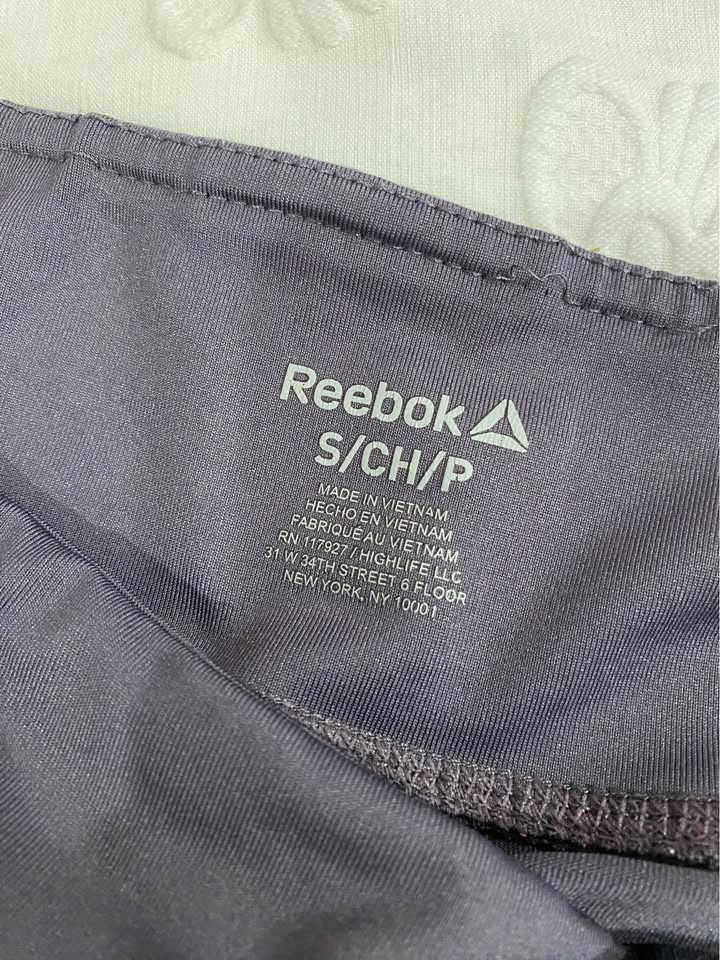 Reebok
S/CH/P
MADE IN VIETNAM
HECHO EN VIETNAM
FABRIQUÉ AU VIETNAM
RN 117927 / HIGHLIFE LLC
31 W 34TH STREET 6 FLOOR
NEW YORK, NY 10001